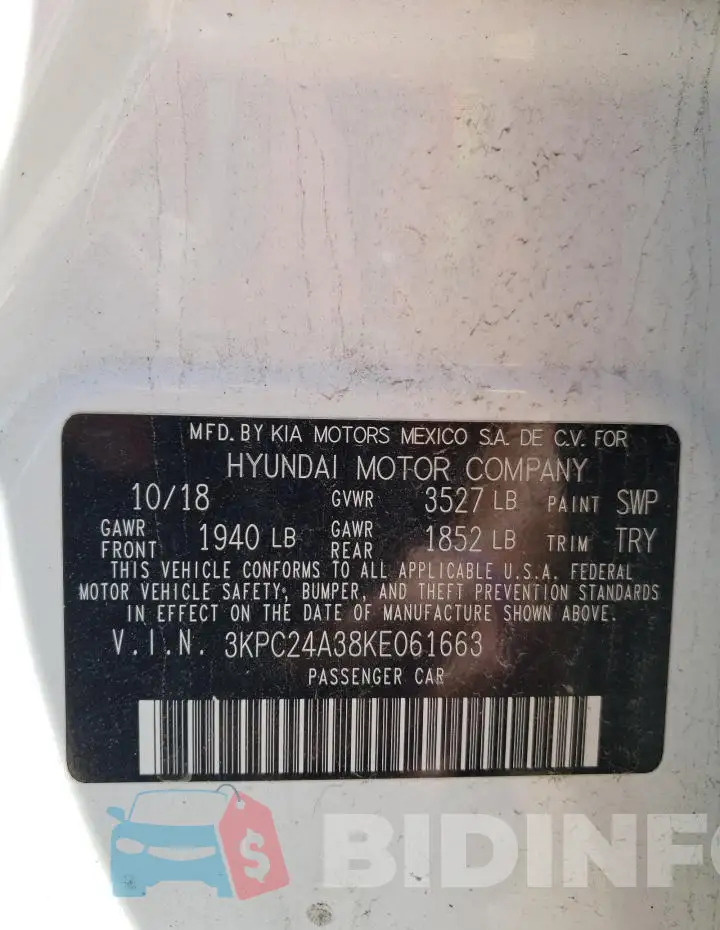 MFD. BY KIA MOTORS MEXICO S.A. DE C.V. FOR
HYUNDAI MOTOR COMPANY
10/18 GVWR 3527 LB PAINT SWP
GAWR FRONT 1940 LB GAWR REAR 1852 LB TRIM TRY
THIS VEHICLE CONFORMS TO ALL APPLICABLE U.S.A. FEDERAL
MOTOR VEHICLE SAFETY, BUMPER, AND THEFT PREVENTION STANDARDS
IN EFFECT ON THE DATE OF MANUFACTURE SHOWN ABOVE.
V.I.N. 3KPC24A38KE061663
PASSENGER CAR
$ BIDINFO